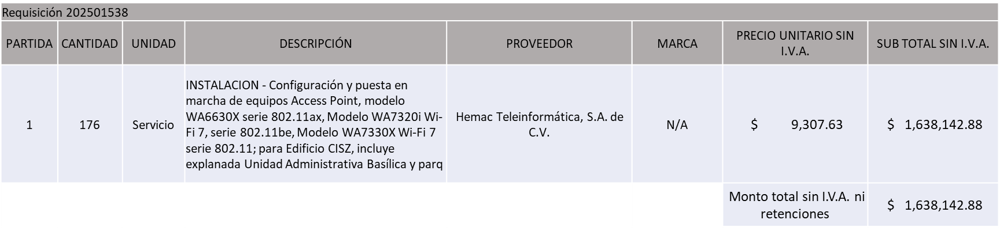 Requisición 202501538
PARTIDA CANTIDAD UNIDAD DESCRIPCIÓN PROVEEDOR MARCA PRECIO UNITARIO SIN
I.V.A. SUB TOTAL SIN I.V.A.
1 176 Servicio
INSTALACION - Configuración y puesta en
marcha de equipos Access Point, modelo
WA6630X serie 802.11ax, Modelo WA7320i Wi-
Fi 7, serie 802.11be, Modelo WA7330X Wi-Fi 7
serie 802.11; para Edificio CISZ, incluye
explanada Unidad Administrativa Basílica y parq
Hemac Teleinformática, S.A. de
C.V.
N/A
$ 9,307.63
$ 1,638,142.88
Monto total sin I.V.A. ni
retenciones
$ 1,638,142.88